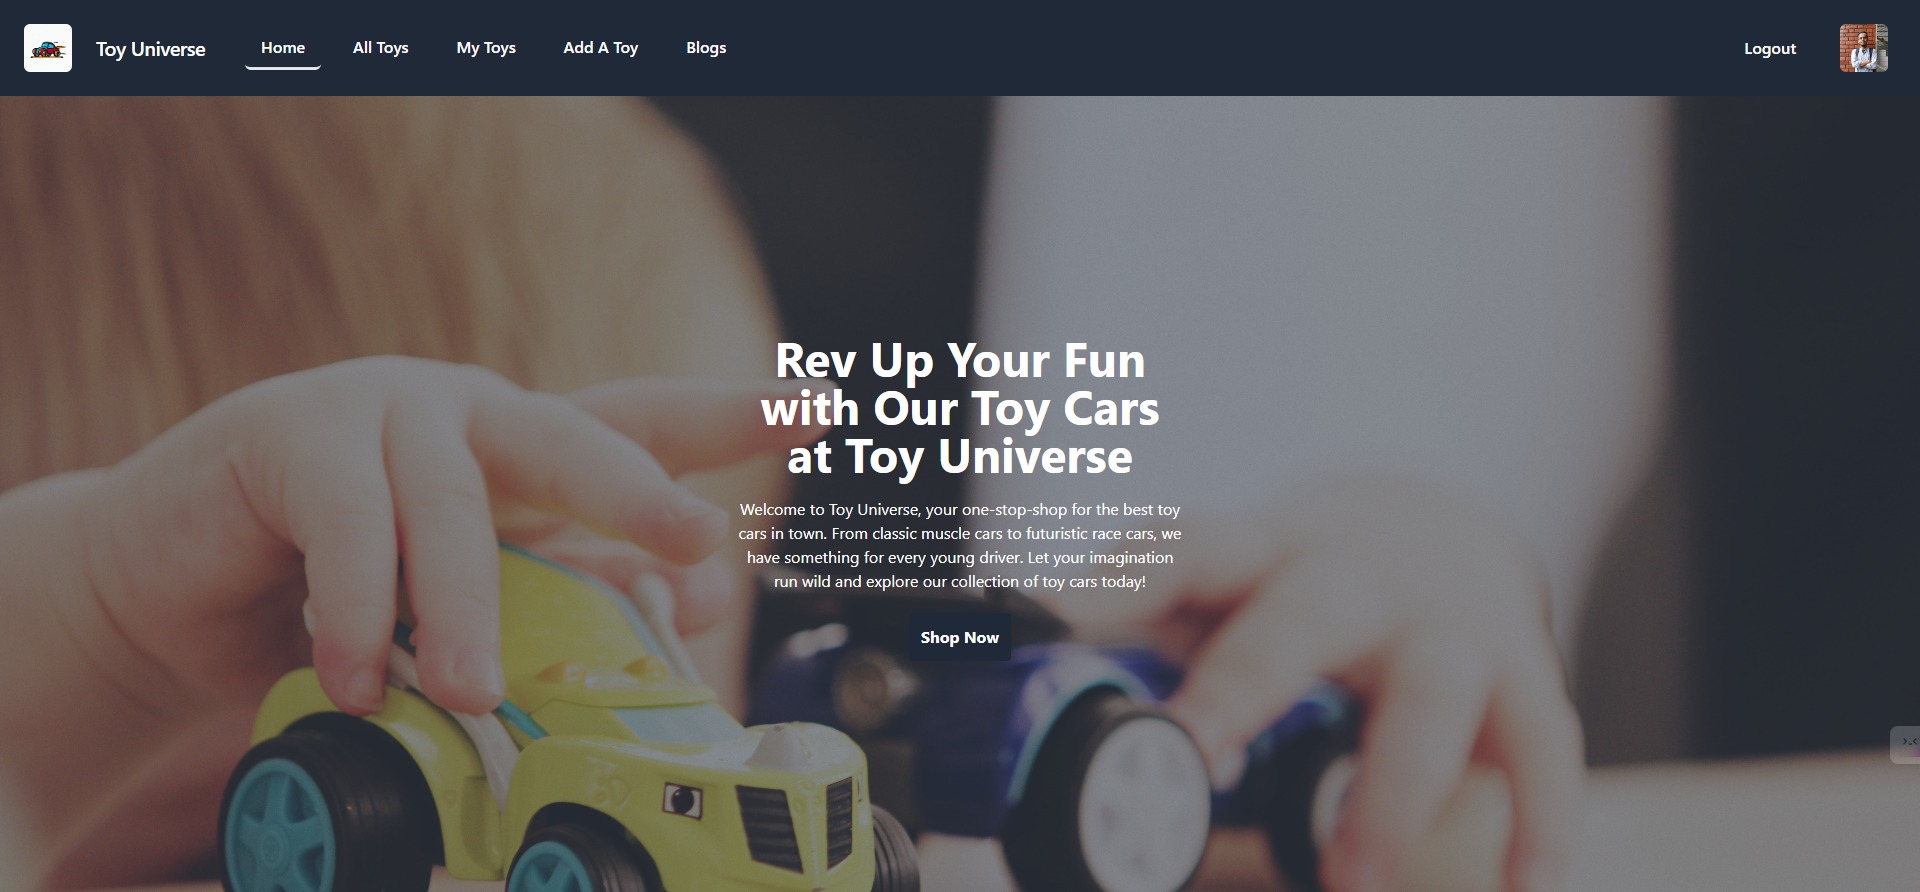 Toy Universe
Home
All Toys
My Toys
Add A Toy
Blogs
Logout
Rev Up Your Fun
with Our Toy Cars
at Toy Universe
Welcome to Toy Universe, your one-stop-shop for the best toy
cars in town. From classic muscle cars to futuristic race cars, we
have something for every young driver. Let your imagination
run wild and explore our collection of toy cars today!
Shop Now